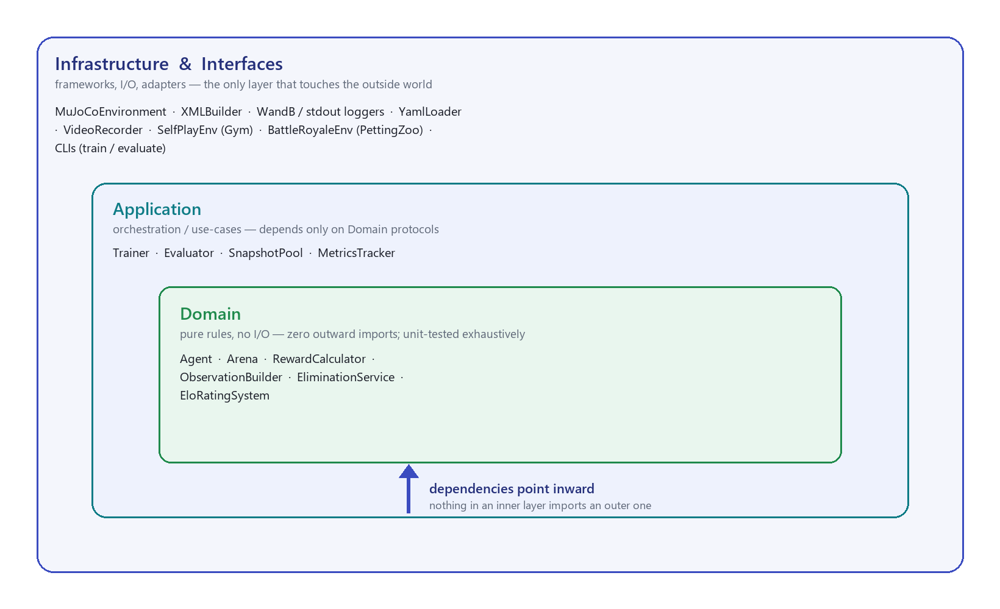 Infrastructure & Interfaces
frameworks, I/O, adapters — the only layer that touches the outside world
MuJoCoEnvironment · XMLBuilder · WandB / stdout loggers · YamlLoader
· VideoRecorder · SelfPlayEnv (Gym) · BattleRoyaleEnv (PettingZoo) ·
CLIs (train / evaluate)
Application
orchestration / use-cases — depends only on Domain protocols
Trainer · Evaluator · SnapshotPool · MetricsTracker
Domain
pure rules, no I/O — zero outward imports; unit-tested exhaustively
Agent · Arena · RewardCalculator ·
ObservationBuilder · EliminationService ·
EloRatingSystem
dependencies point inward
nothing in an inner layer imports an outer one